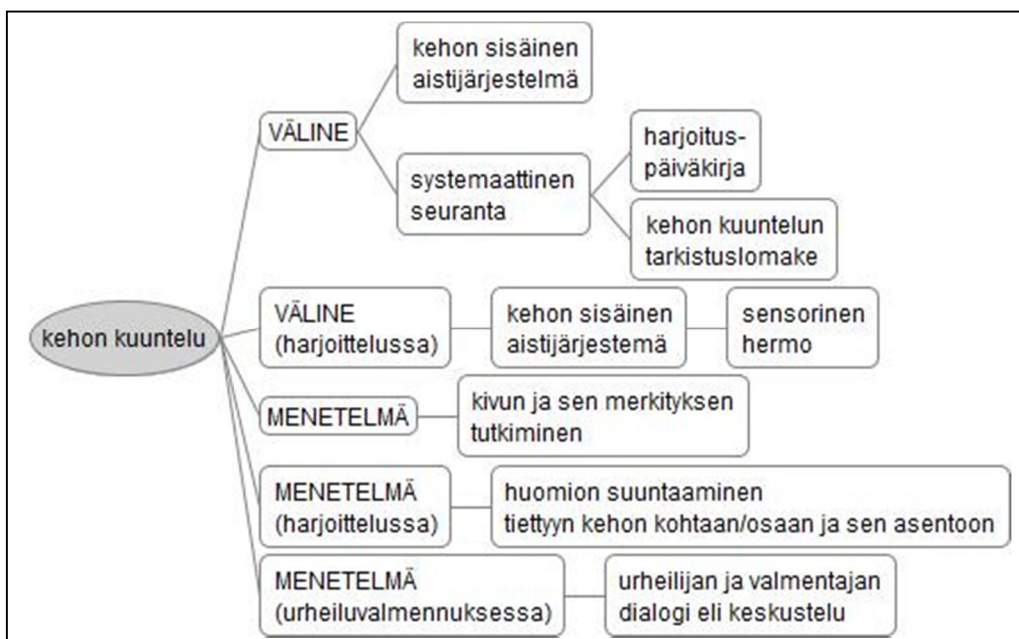 kehon sisäinen
aistijärjestelmä
VÄLINE
harjoitus-
päiväkirja
systemaattinen
seuranta
kehon kuuntelun
tarkistuslomake
kehon kuuntelu
VÄLINE
(harjoittelussa)
kehon sisäinen
aistijärjestemä
sensorinen
hermo
MENETELMÄ
kivun ja sen merkityksen
tutkiminen
MENETELMÄ
(harjoittelussa)
huomion suuntaaminen
tiettyyn kehon kohtaan/osaan ja sen asentoon
MENETELMÄ
(urheiluvalmennuksessa)
urheilijan ja valmentajan
dialogi eli keskustelu